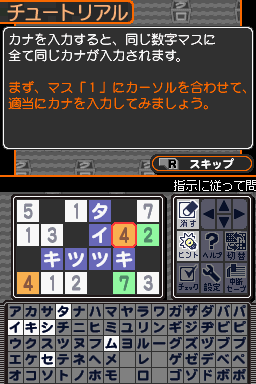 チュートリアル
カナを入力すると、同じ数字マスに
全て同じカナが入力されます。
まず、マス「1」にカーソルを合わせて、
適当にカナを入力してみましょう。
R スキップ
指示に従って問
5 1 タ 7
1 3 イ 4 2
キ ツ ツ キ
4 1 2 7 3
消す
ヒント ヘルプ 切替
チェック 設定 中断セーブ
アカサタナハマヤラワガザダバパ
イキシチニヒミユリンギジヂビピ
ウクスツヌフムヨルーグズヅブプ
エケセテネヘメ レ ゲゼデベペ
オコソトノホモ ロ ゴゾドボポ